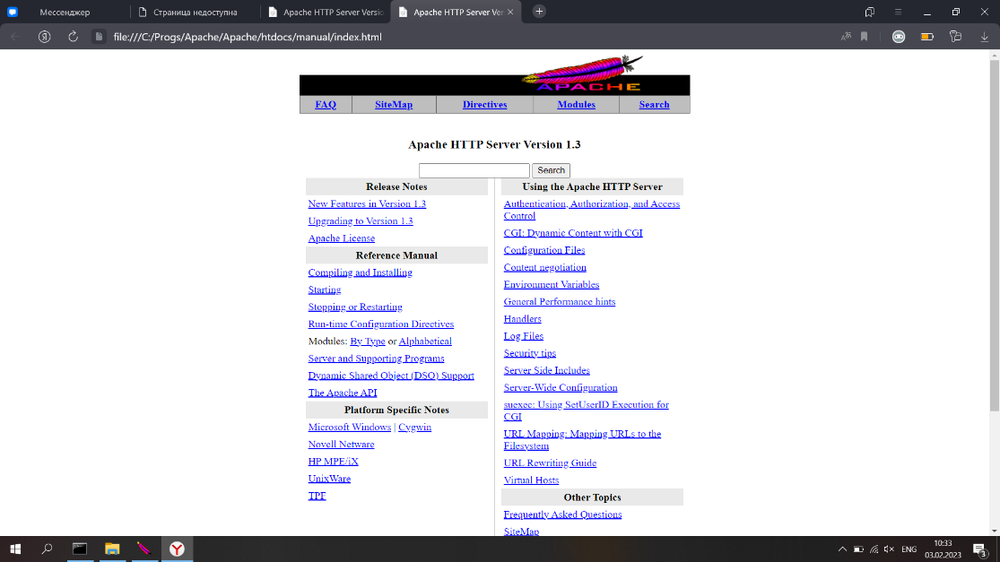 Мессенджер
Страница недоступна
Apache HTTP Server Versio
Apache HTTP Server Ver
file:///C:/Progs/Apache/Apache/htdocs/manual/index.html
APACHE
FAQ SiteMap Directives Modules Search
Apache HTTP Server Version 1.3
Search
Release Notes
New Features in Version 1.3
Upgrading to Version 1.3
Apache License
Reference Manual
Compiling and Installing
Starting
Stopping or Restarting
Run-time Configuration Directives
Modules: By Type or Alphabetical
Server and Supporting Programs
Dynamic Shared Object (DSO) Support
The Apache API
Platform Specific Notes
Microsoft Windows | Cygwin
Novell Netware
HP MPE/iX
UnixWare
TPF
Using the Apache HTTP Server
Authentication, Authorization, and Access
Control
CGI: Dynamic Content with CGI
Configuration Files
Content negotiation
Environment Variables
General Performance hints
Handlers
Log Files
Security tips
Server Side Includes
Server-Wide Configuration
suexec: Using SetUserID Execution for
CGI
URL Mapping: Mapping URLs to the
Filesystem
URL Rewriting Guide
Virtual Hosts
Other Topics
Frequently Asked Questions
SiteMap
ENG
10:33
03.02.2023
3